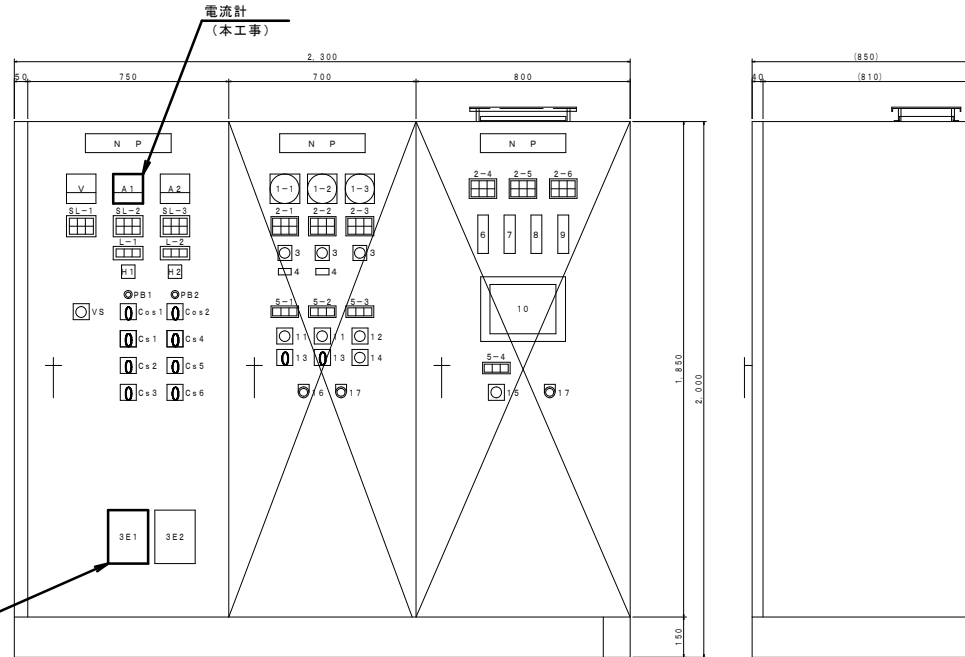 電流計
（本工事）
2,300
(850)
50 750 700 800
40 (810)
N P N P N P
V A1 A2 1-1 1-2 1-3 2-4 2-5 2-6
SL-1 SL-2 SL-3 2-1 2-2 2-3
6 7 8 9
L-1 L-2 3 3 3
H1 H2 4 4
PB1 PB2
VS Cos1 Cos2 5-1 5-2 5-3 10
Cs1 Cs4 11 11 12
Cs2 Cs5 13 13 14 5-4
Cs3 Cs6 16 17 15 17
1,850
2,000
3E1 3E2
150